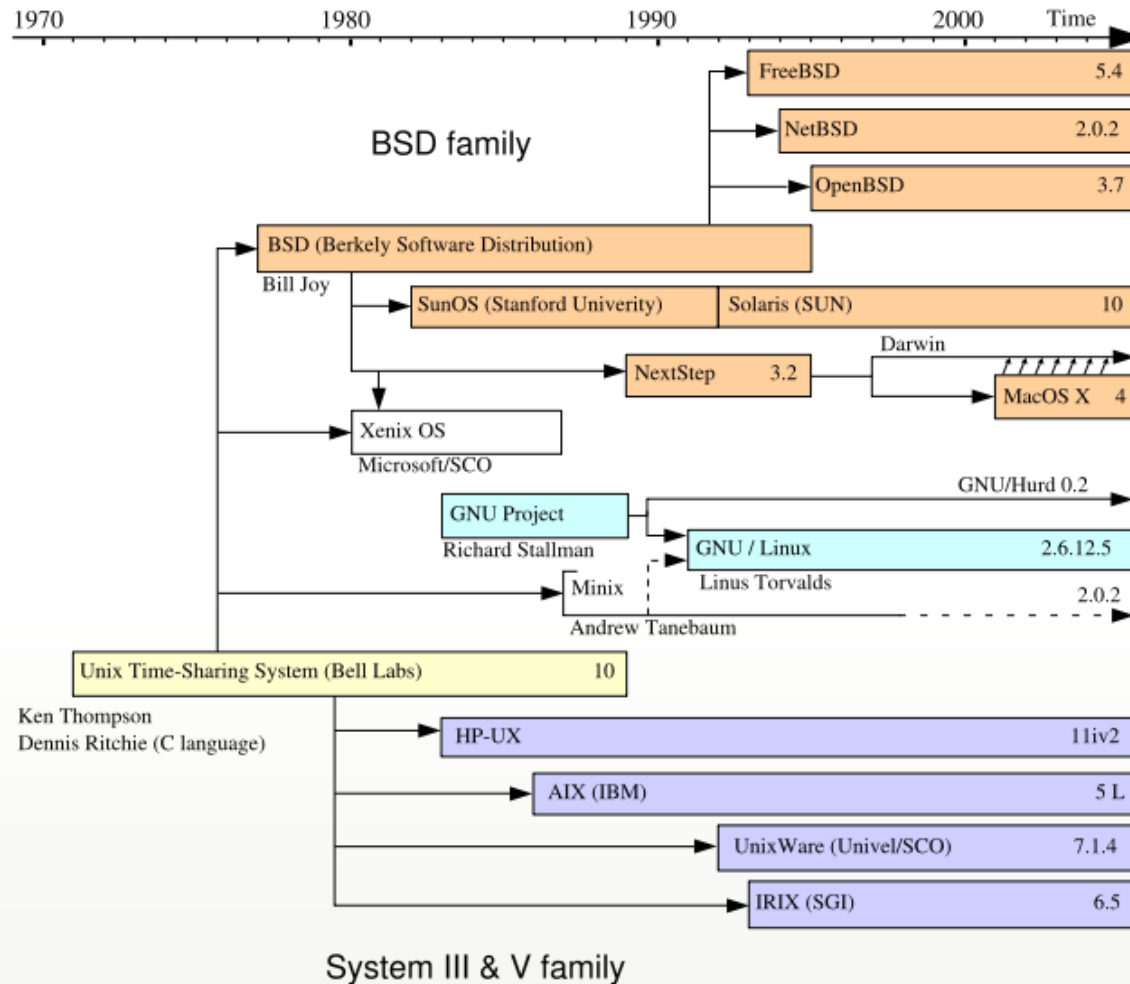 1970 1980 1990 2000 Time
FreeBSD 5.4
NetBSD 2.0.2
BSD family
OpenBSD 3.7
BSD (Berkely Software Distribution)
Bill Joy
SunOS (Stanford Univerity) Solaris (SUN) 10
Darwin
NextStep 3.2
MacOS X 4
Xenix OS
Microsoft/SCO
GNU/Hurd 0.2
GNU Project
Richard Stallman
GNU / Linux 2.6.12.5
Linus Torvalds
Minix
2.0.2
Andrew Tanebaum
Unix Time-Sharing System (Bell Labs) 10
Ken Thompson
Dennis Ritchie (C language)
HP-UX 11iv2
AIX (IBM) 5 L
UnixWare (Univel/SCO) 7.1.4
IRIX (SGI) 6.5
System III & V family